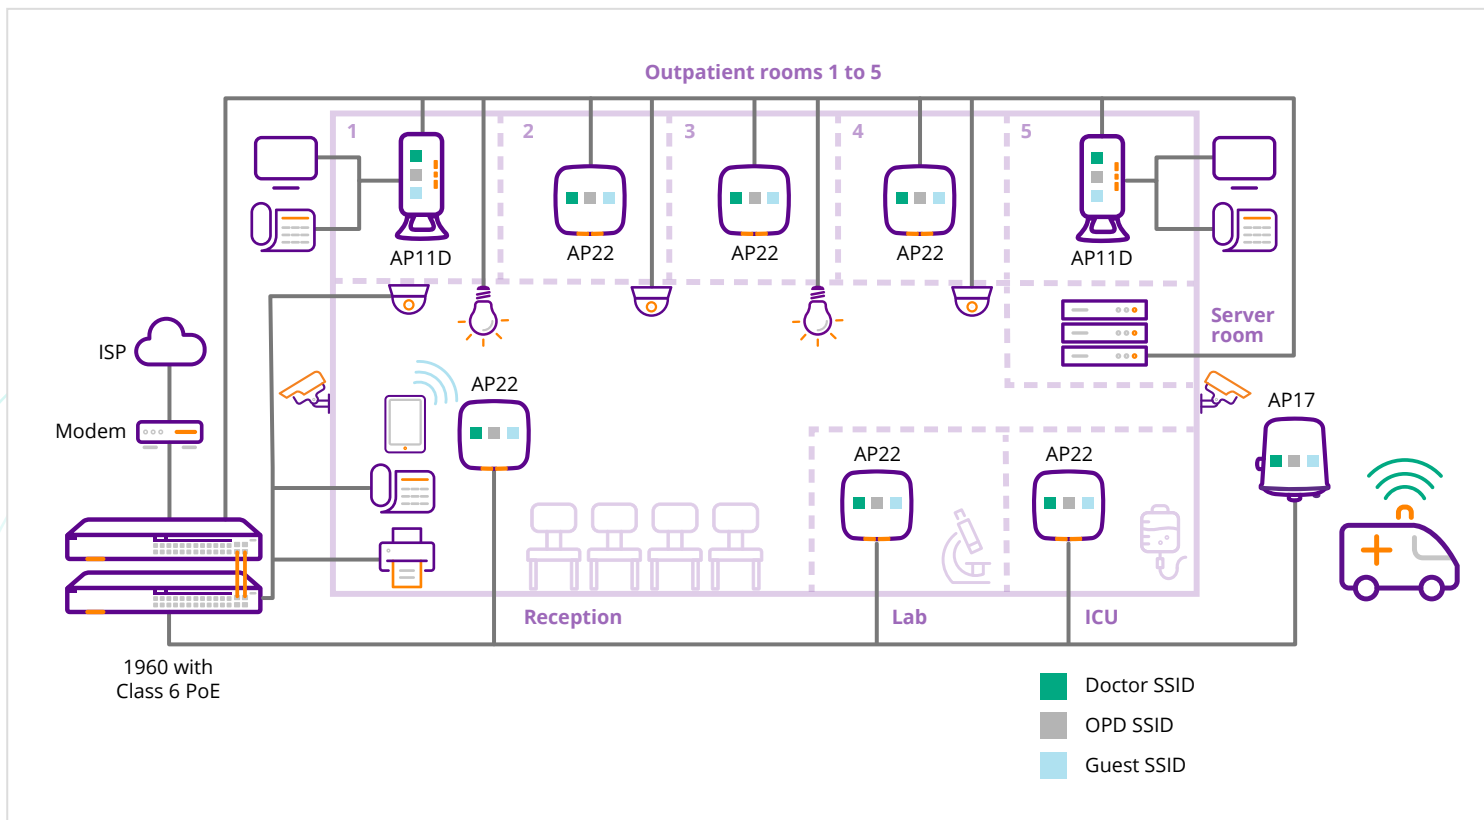 Outpatient rooms 1 to 5
1
2
3
4
5
AP11D
AP22
AP22
AP22
AP11D
Server
room
ISP
Modem
AP22
AP22
AP22
AP17
Reception
Lab
ICU
1960 with
Class 6 PoE
Doctor SSID
OPD SSID
Guest SSID